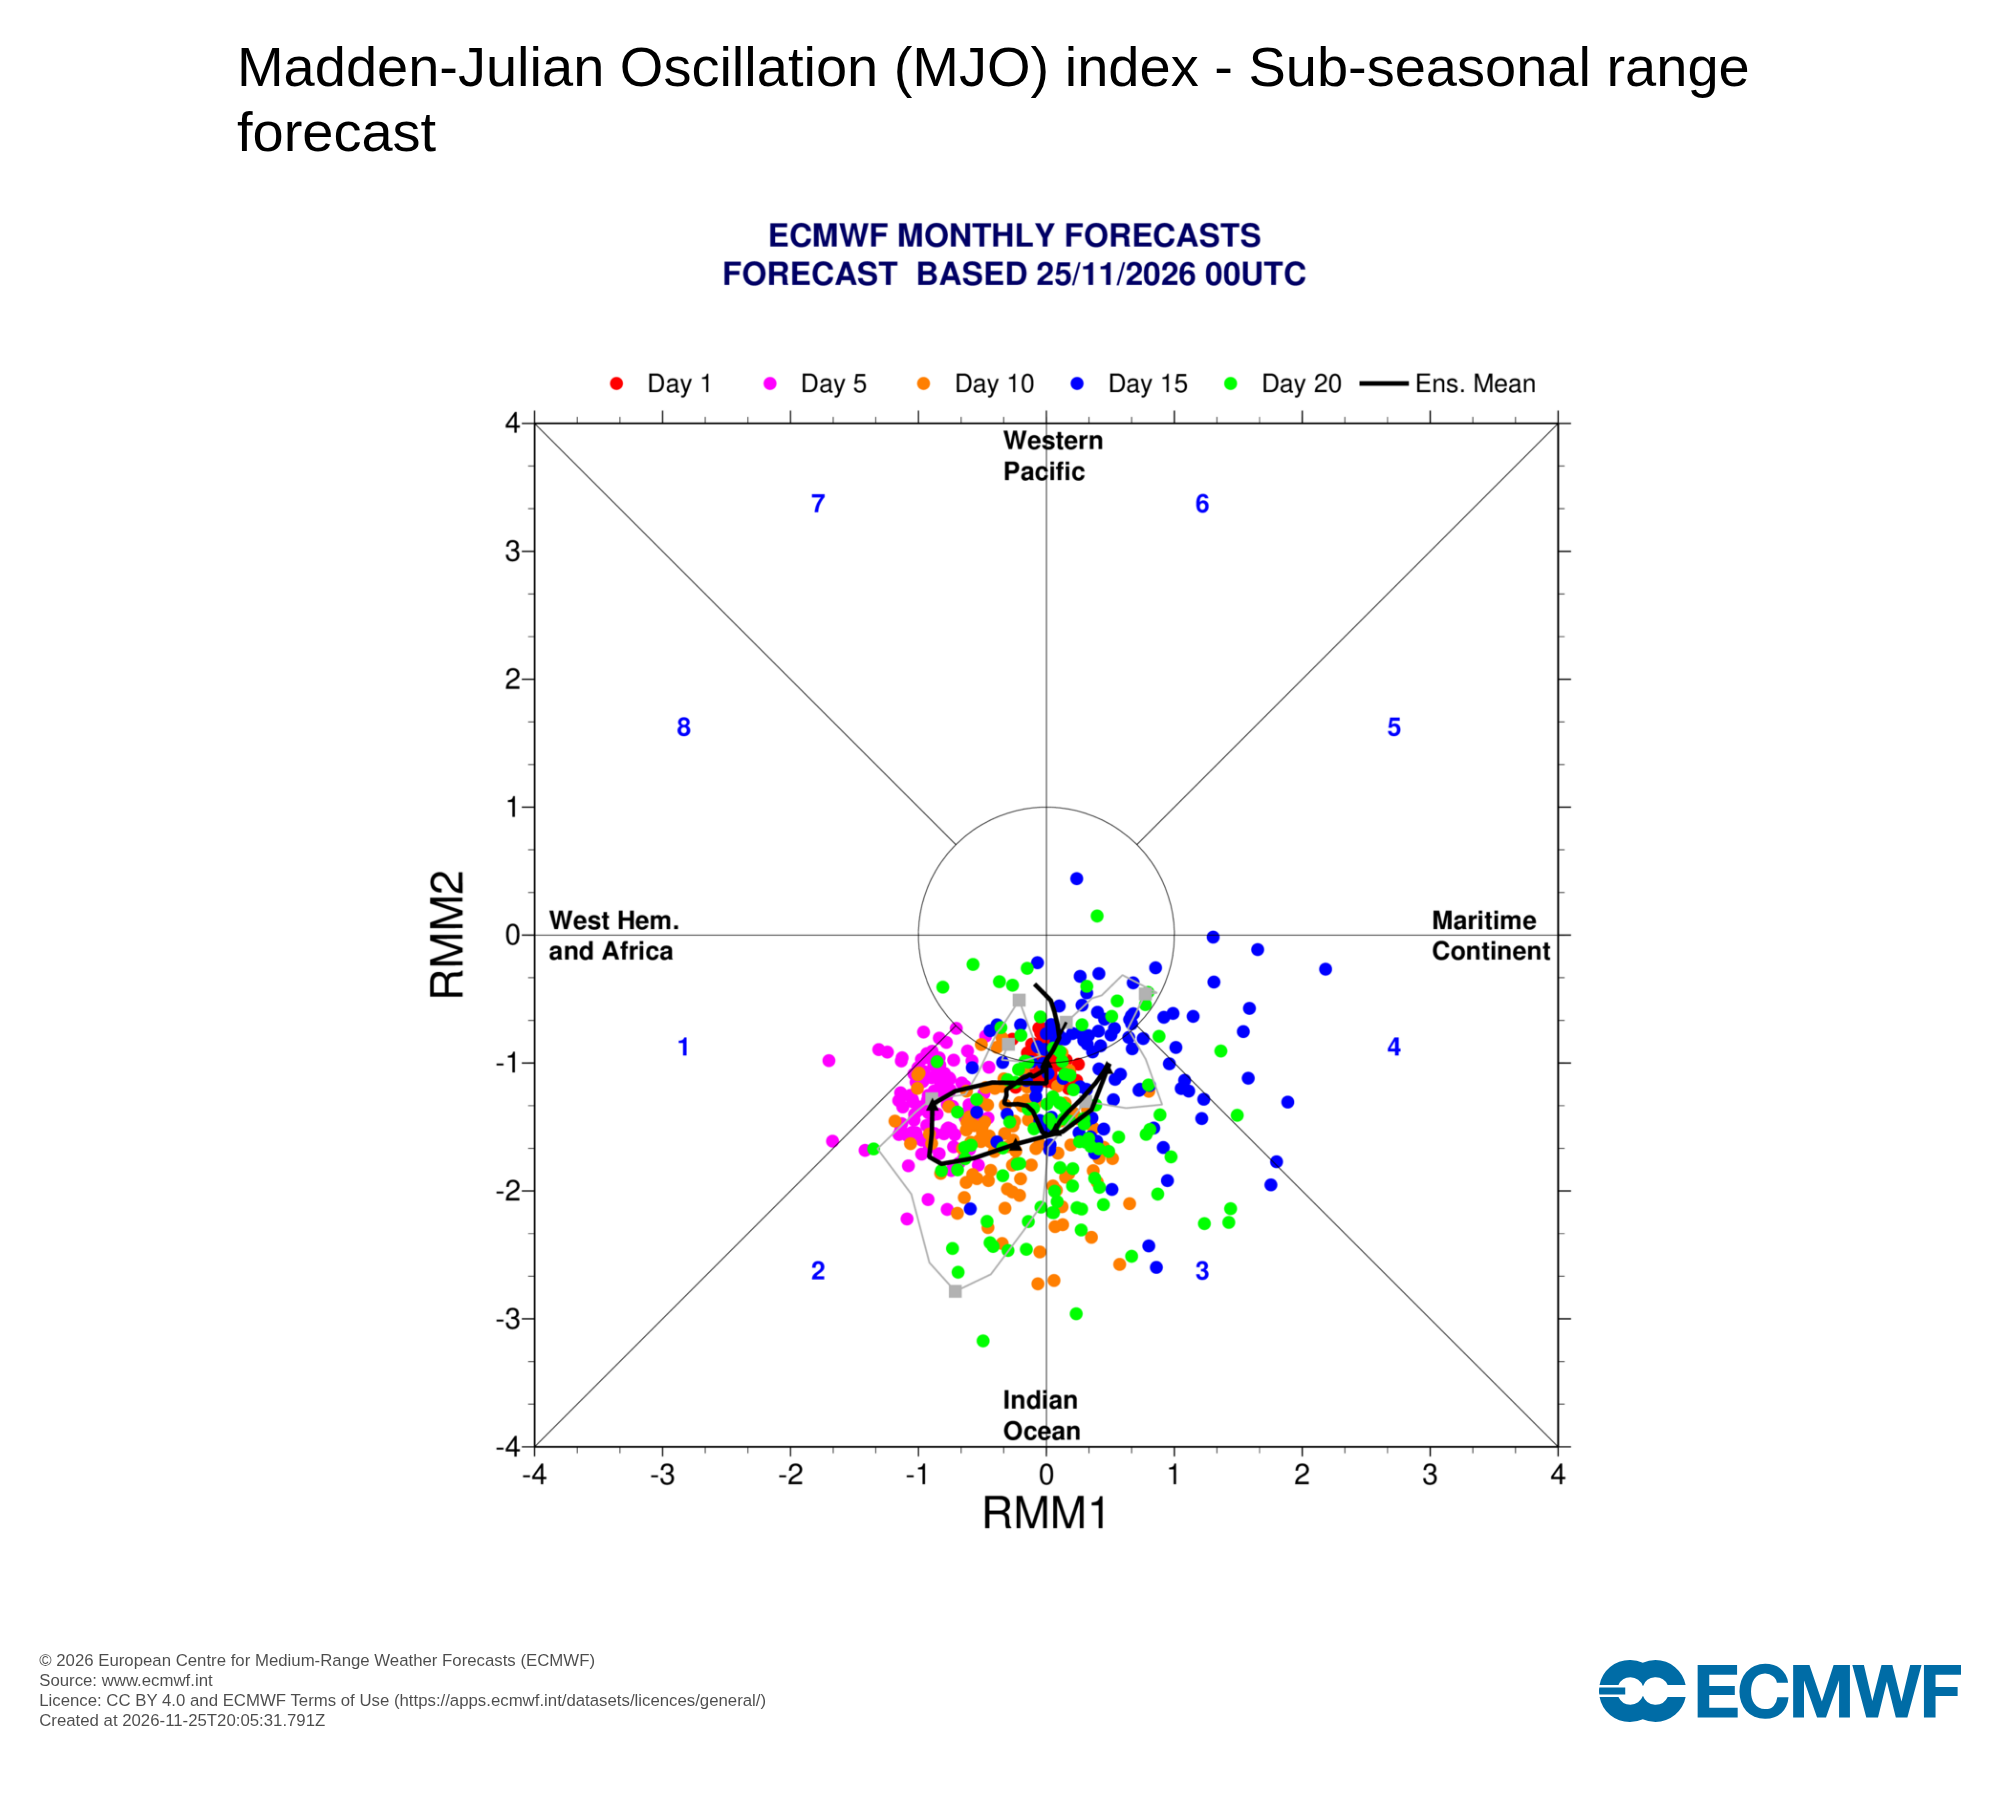 Madden-Julian Oscillation (MJO) index - Sub-seasonal range
forecast
ECMWF MONTHLY FORECASTS
FORECAST BASED 25/11/2026 00UTC
Day 1 Day 5 Day 10 Day 15 Day 20 Ens. Mean
4
Western
Pacific
7 6
3
2
8 5
1
RMM2
0
West Hem.
and Africa
Maritime
Continent
1 4
-1
-2
2 3
-3
Indian
Ocean
-4
-4 -3 -2 -1 0 1 2 3 4
RMM1
© 2026 European Centre for Medium-Range Weather Forecasts (ECMWF)
Source: www.ecmwf.int
Licence: CC BY 4.0 and ECMWF Terms of Use (https://apps.ecmwf.int/datasets/licences/general/)
Created at 2026-11-25T20:05:31.791Z
ECMWF